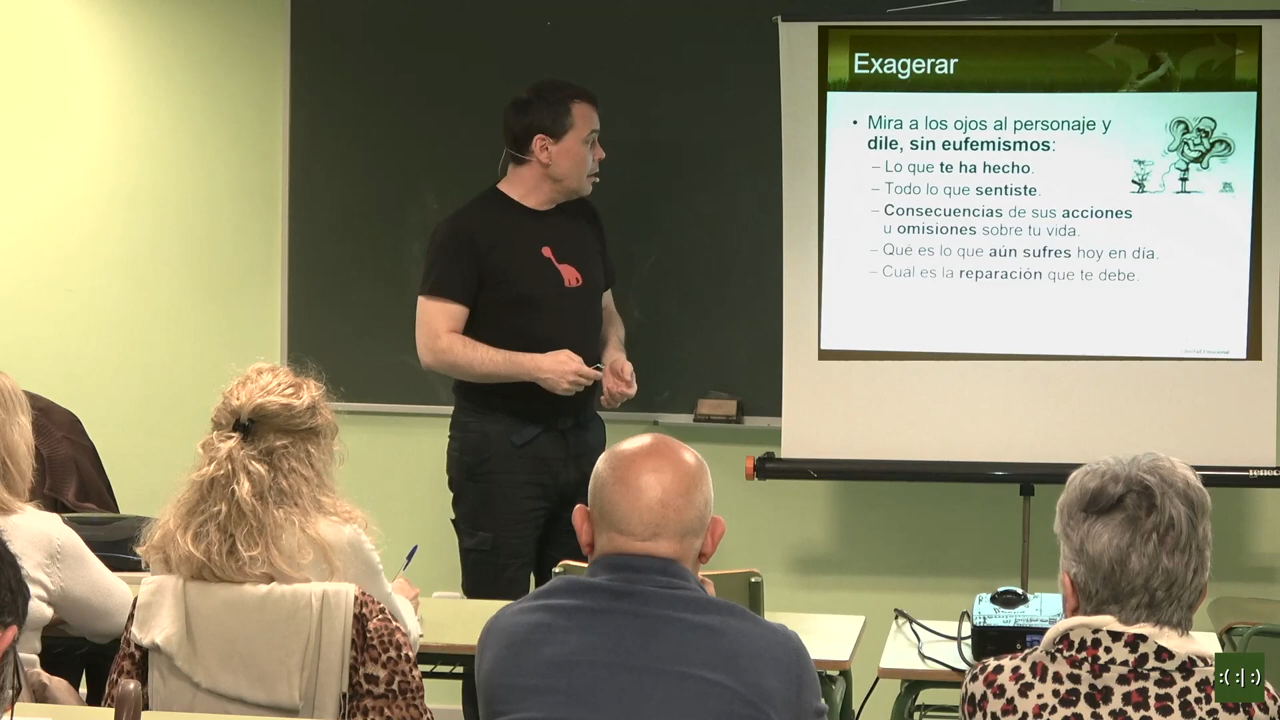 Exagerar
• Mira a los ojos al personaje y
dile, sin eufemismos:
– Lo que te ha hecho.
– Todo lo que sentiste.
– Consecuencias de sus acciones
u omisiones sobre tu vida.
– Qué es lo que aún sufres hoy en día.
– Cual es la reparación que te debe.
:( :| :)